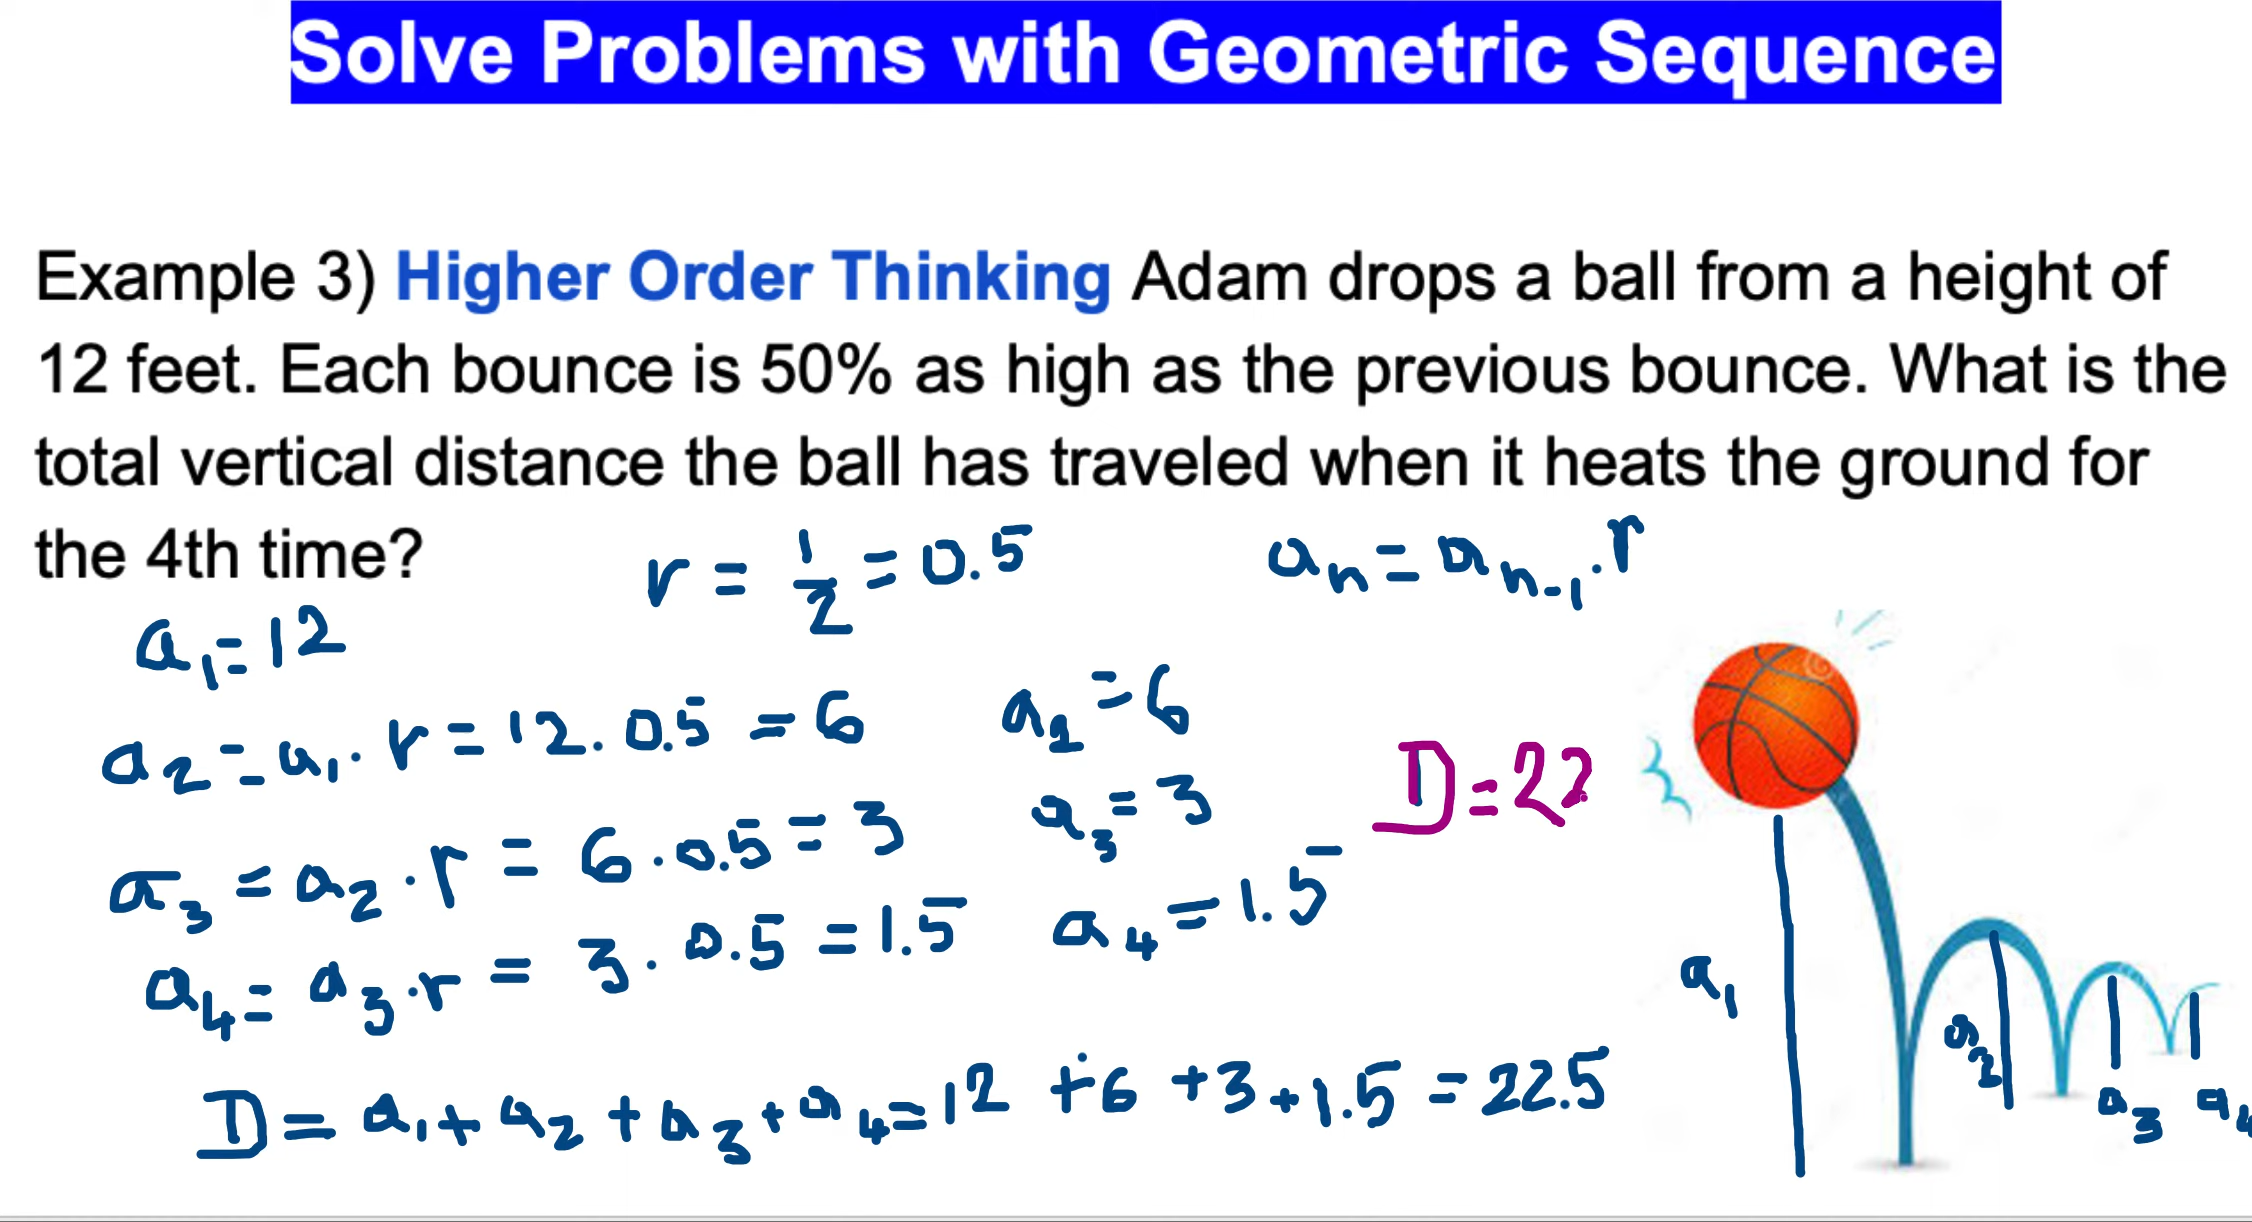 Solve Problems with Geometric Sequence
Example 3) Higher Order Thinking Adam drops a ball from a height of
12 feet. Each bounce is 50% as high as the previous bounce. What is the
total vertical distance the ball has traveled when it heats the ground for
the 4th time?
r = 1/2 = 0.5
aₙ = aₙ₋₁ · r
a₁ = 12
a₂ = a₁ · r = 12 . 0.5 = 6
a₂ = 6
a₃ = a₂ · r = 6 · 0.5 = 3
a₃ = 3
D = 22
a₄ = a₃ · r = 3 . 0.5 = 1.5
a₄ = 1.5
D = a₁ + a₂ + a₃ + a₄ = 12 + 6 + 3 + 1.5 = 22.5
a₁
a₂
a₃
a₄